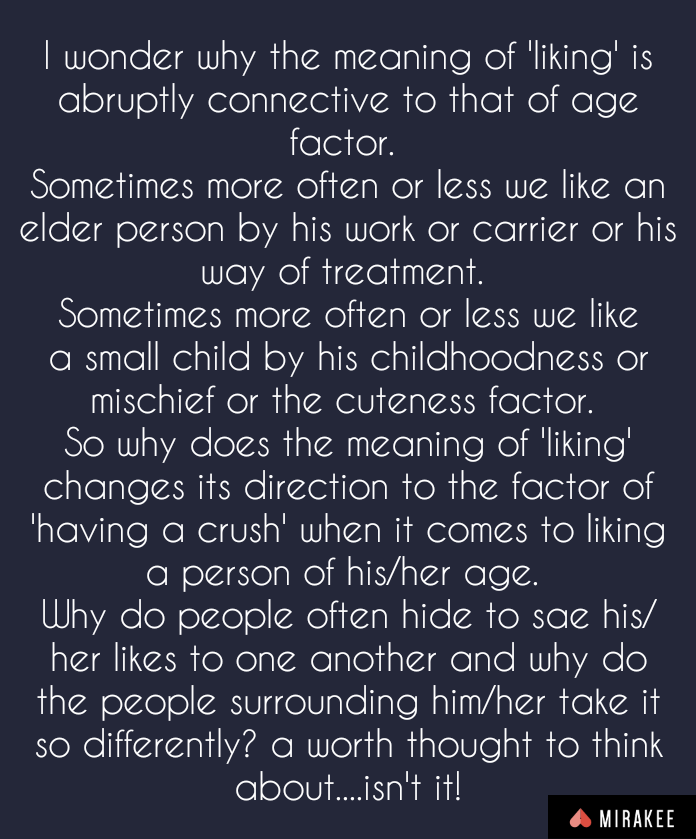 I wonder why the meaning of 'liking' is
abruptly connective to that of age
factor.
Sometimes more often or less we like an
elder person by his work or carrier or his
way of treatment.
Sometimes more often or less we like
a small child by his childhoodness or
mischief or the cuteness factor.
So why does the meaning of 'liking'
changes its direction to the factor of
'having a crush' when it comes to liking
a person of his/her age.
Why do people often hide to sae his/
her likes to one another and why do
the people surrounding him/her take it
so differently? a worth thought to think
about....isn't it!
MIRAKEE